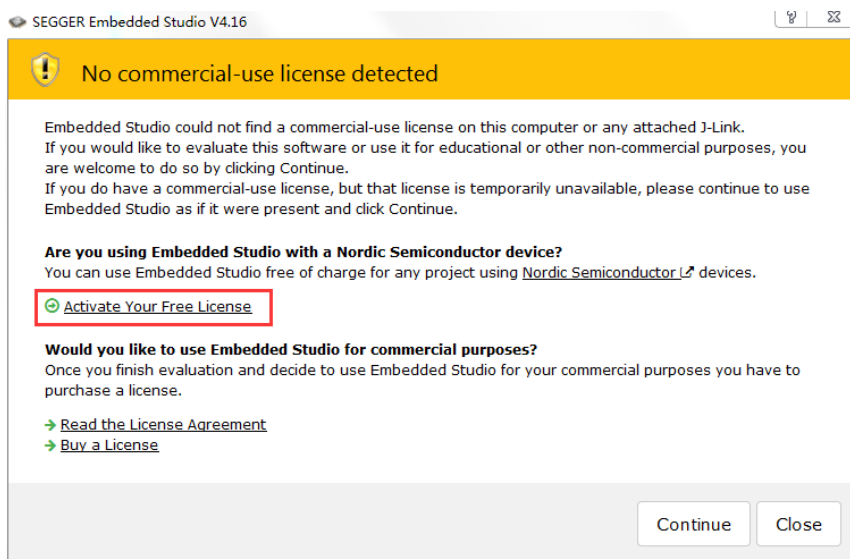 SEGGER Embedded Studio V4.16
No commercial-use license detected
Embedded Studio could not find a commercial-use license on this computer or any attached J-Link.
If you would like to evaluate this software or use it for educational or other non-commercial purposes, you
are welcome to do so by clicking Continue.
If you do have a commercial-use license, but that license is temporarily unavailable, please continue to use
Embedded Studio as if it were present and click Continue.
Are you using Embedded Studio with a Nordic Semiconductor device?
You can use Embedded Studio free of charge for any project using Nordic Semiconductor devices.
Activate Your Free License
Would you like to use Embedded Studio for commercial purposes?
Once you finish evaluation and decide to use Embedded Studio for your commercial purposes you have to
purchase a license.
Read the License Agreement
Buy a License
Continue Close